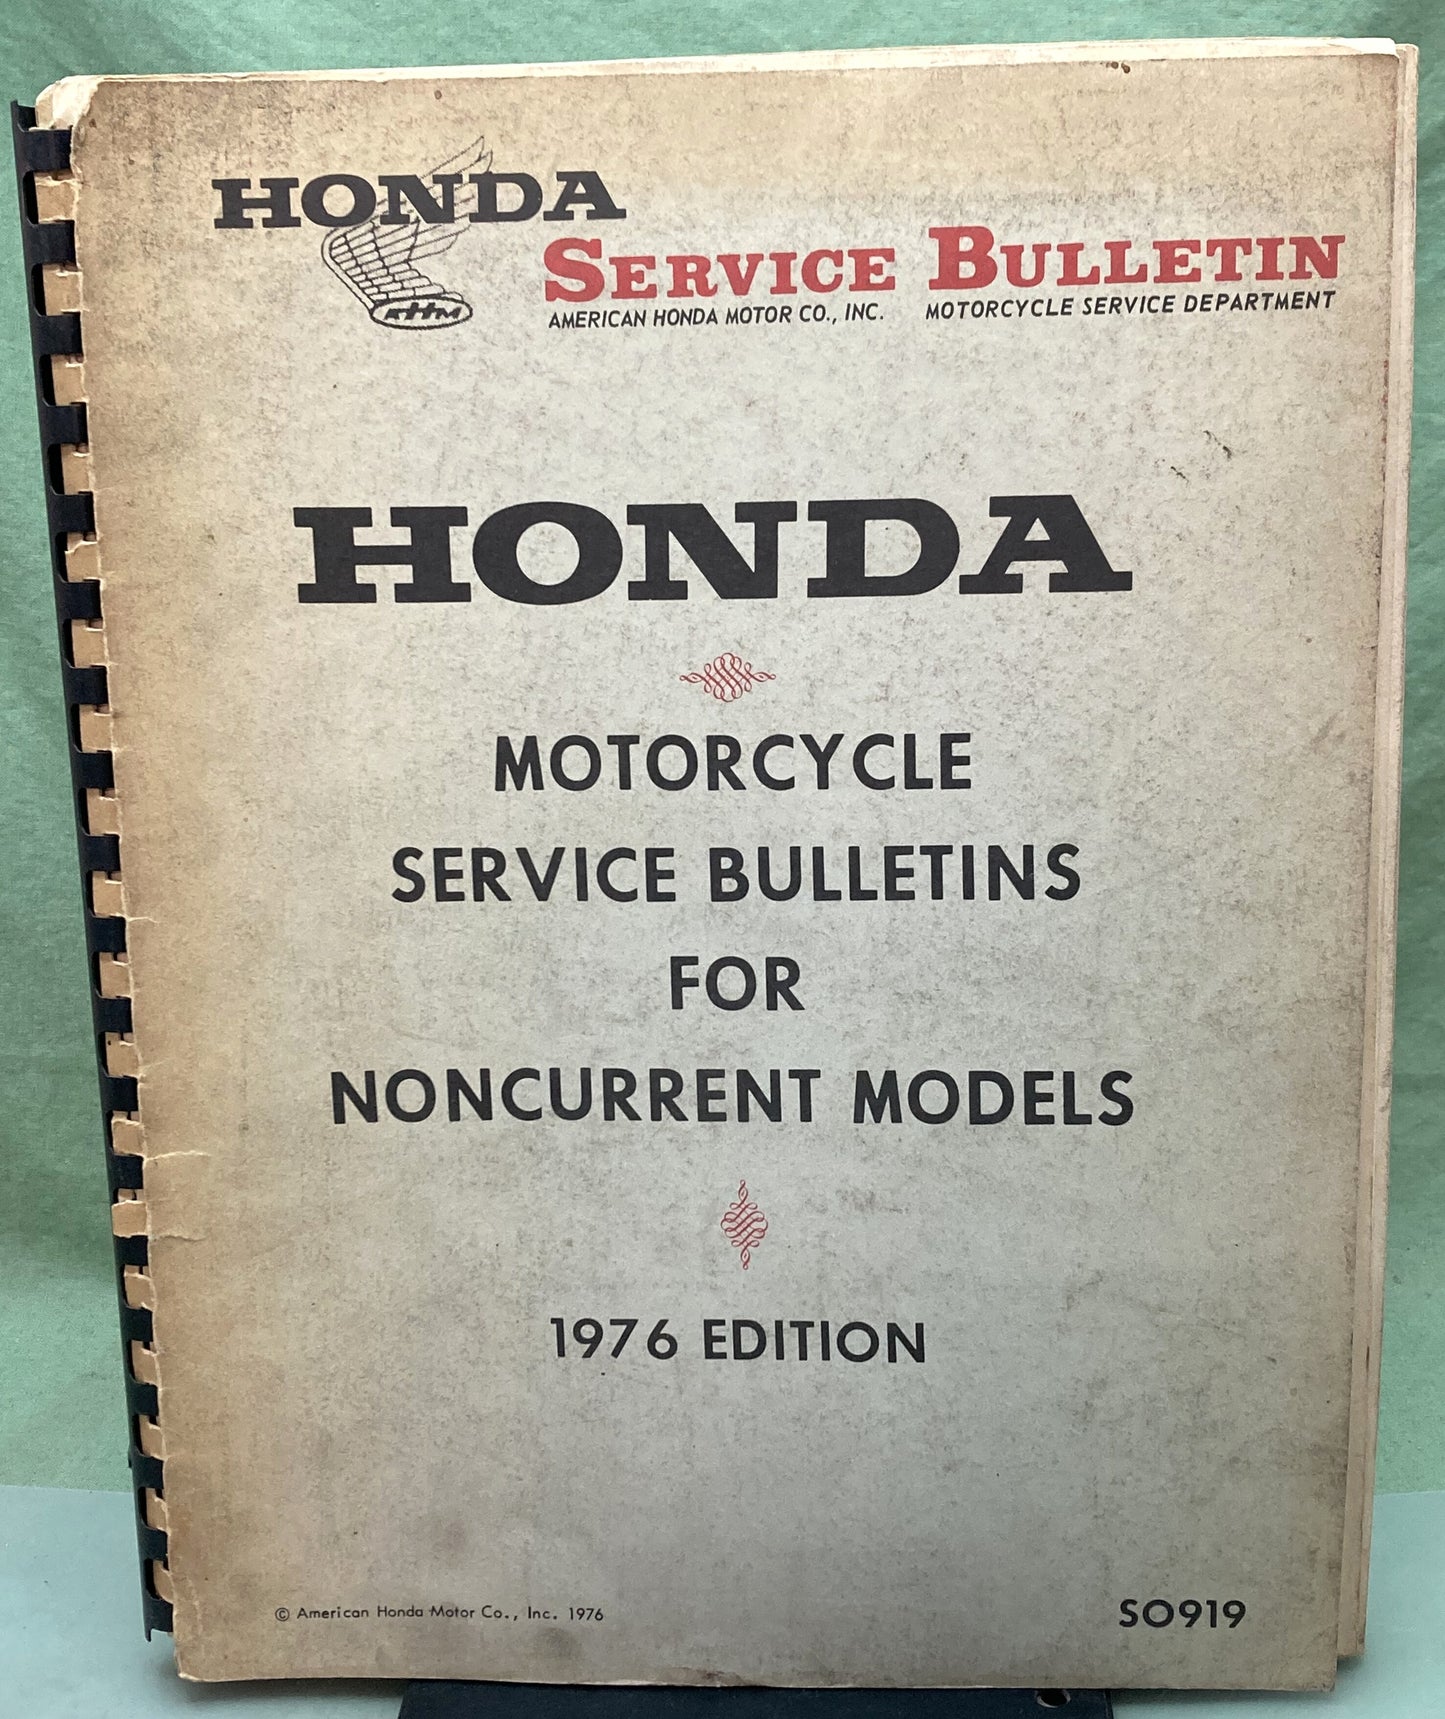 HONDA
SERVICE BULLETIN
AMERICAN HONDA MOTOR CO., INC. MOTORCYCLE SERVICE DEPARTMENT
HONDA
MOTORCYCLE
SERVICE BULLETINS
FOR
NONCURRENT MODELS
1976 EDITION
© American Honda Motor Co., Inc. 1976
SO919